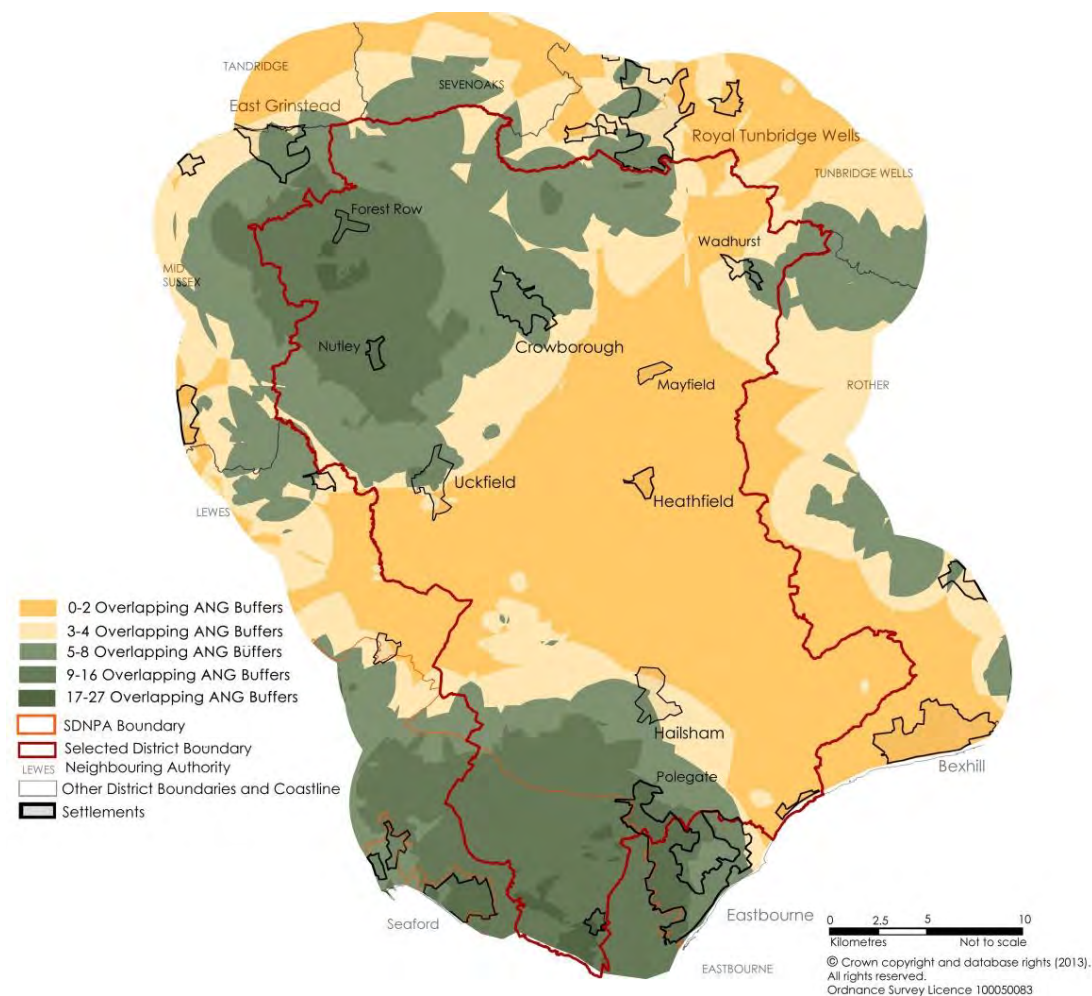 TANDRIDGE
SEVENOAKS
East Grinstead
Royal Tunbridge Wells
TUNBRIDGE WELLS
Forest Row
Wadhurst
MID
SUSSEX
Nutley
Crowborough
Mayfield
ROTHER
Uckfield
Heathfield
LEWES
0-2 Overlapping ANG Buffers
3-4 Overlapping ANG Buffers
5-8 Overlapping ANG Buffers
9-16 Overlapping ANG Buffers
17-27 Overlapping ANG Buffers
SDNPA Boundary
Selected District Boundary
LEWES Neighbouring Authority
Other District Boundaries and Coastline
Settlements
Hailsham
Polegate
Bexhill
Seaford
Eastbourne
EASTBOURNE
0 2.5 5 10
Kilometres Not to scale
© Crown copyright and database rights (2013).
All rights reserved.
Ordnance Survey Licence 100050083